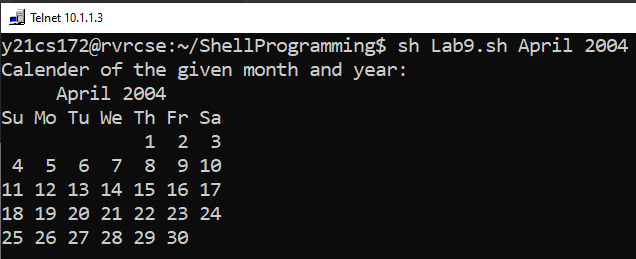 Telnet 10.1.1.3
y21cs172@rvrcse:~/ShellProgramming$ sh Lab9.sh April 2004
Calender of the given month and year:
     April 2004
Su Mo Tu We Th Fr Sa
             1  2  3
 4  5  6  7  8  9 10
11 12 13 14 15 16 17
18 19 20 21 22 23 24
25 26 27 28 29 30